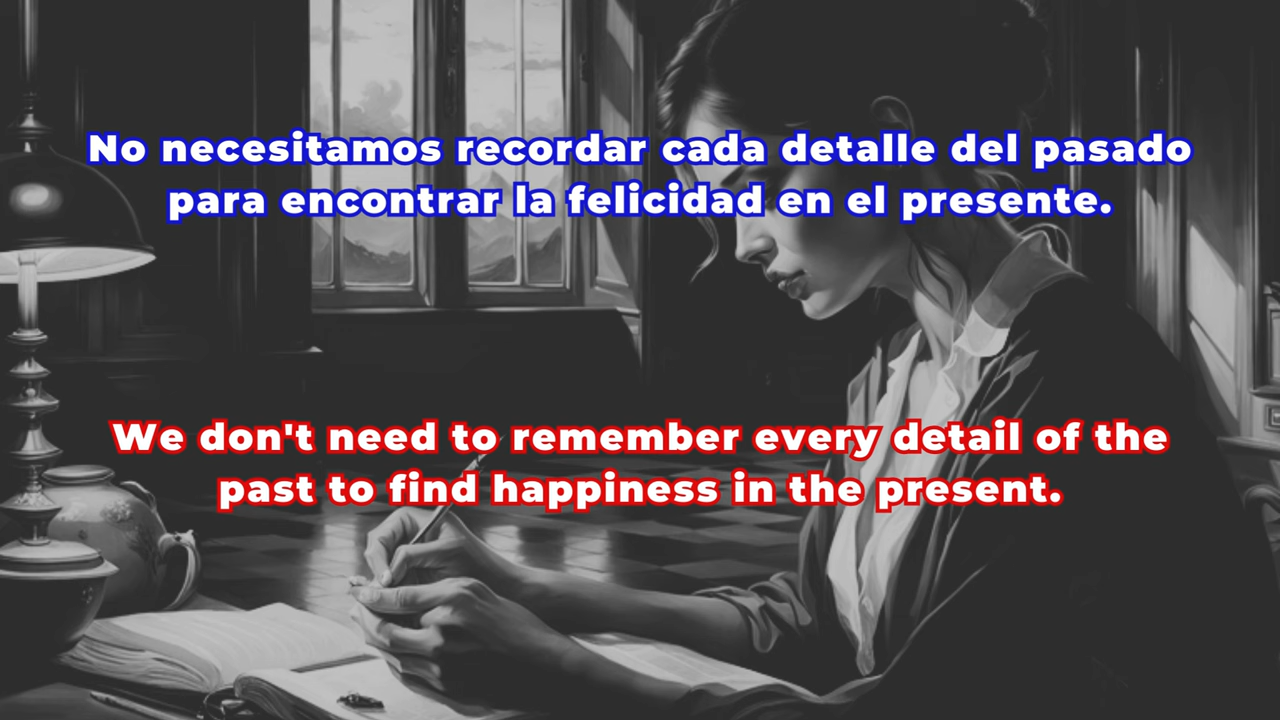 No necesitamos recordar cada detalle del pasado
para encontrar la felicidad en el presente.
We don't need to remember every detail of the
past to find happiness in the present.